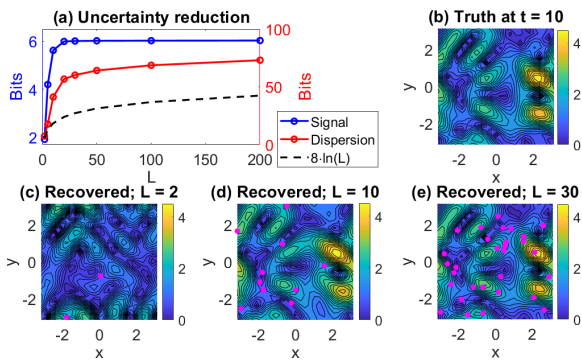 (a) Uncertainty reduction
6
4
2
Bits
100
50
0
Bits
0
50
100
150
200
L
Signal
Dispersion
8·ln(L)
(b) Truth at t = 10
2
0
-2
y
-2
0
2
x
4
2
0
(c) Recovered; L = 2
2
0
-2
y
-2
0
2
x
4
2
0
(d) Recovered; L = 10
2
0
-2
y
-2
0
2
x
4
2
0
(e) Recovered; L = 30
2
0
-2
y
-2
0
2
x
4
2
0